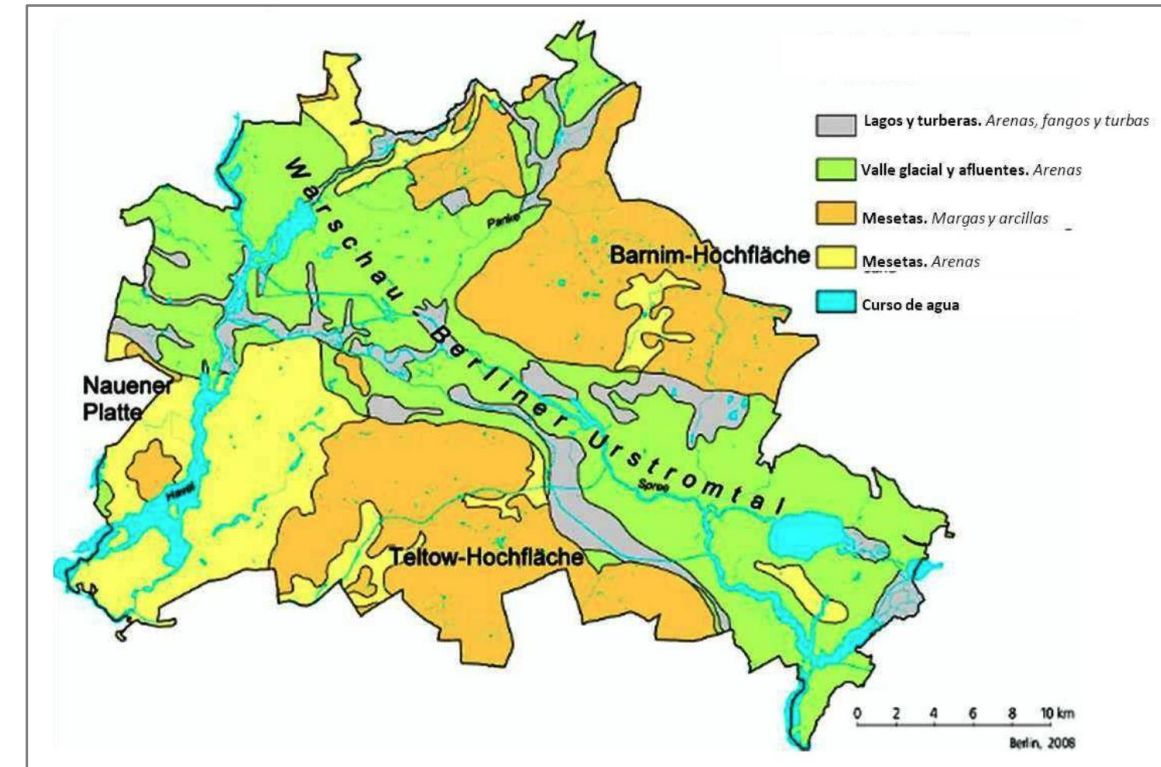 Lagos y turberas. Arenas, fangos y turbas
Valle glacial y afluentes. Arenas
Mesetas. Margas y arcillas
Mesetas. Arenas
Curso de agua
Warschau - Berliner Urstromtal
Panke
Barnim-Hochfläche
Nauener
Platte
Havel
Spree
Teltow-Hochfläche
0 2 4 6 8 10 km
Berlin, 2008